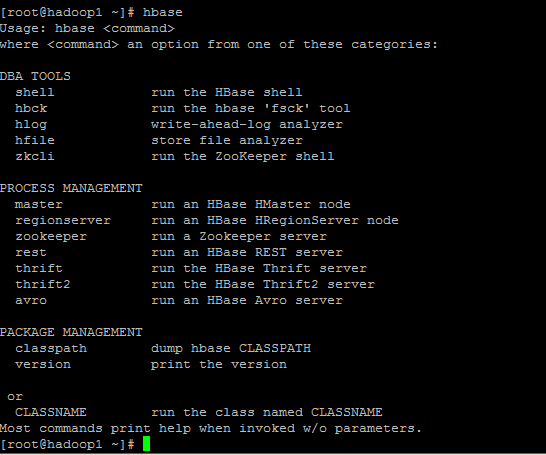 [root@hadoop1 ~]# hbase
Usage: hbase <command>
where <command> an option from one of these categories:

DBA TOOLS
  shell            run the HBase shell
  hbck             run the hbase 'fsck' tool
  hlog             write-ahead-log analyzer
  hfile            store file analyzer
  zkcli            run the ZooKeeper shell

PROCESS MANAGEMENT
  master           run an HBase HMaster node
  regionserver     run an HBase HRegionServer node
  zookeeper        run a Zookeeper server
  rest             run an HBase REST server
  thrift           run the HBase Thrift server
  thrift2          run the HBase Thrift2 server
  avro             run an HBase Avro server

PACKAGE MANAGEMENT
  classpath        dump hbase CLASSPATH
  version          print the version

 or
  CLASSNAME        run the class named CLASSNAME
Most commands print help when invoked w/o parameters.
[root@hadoop1 ~]#